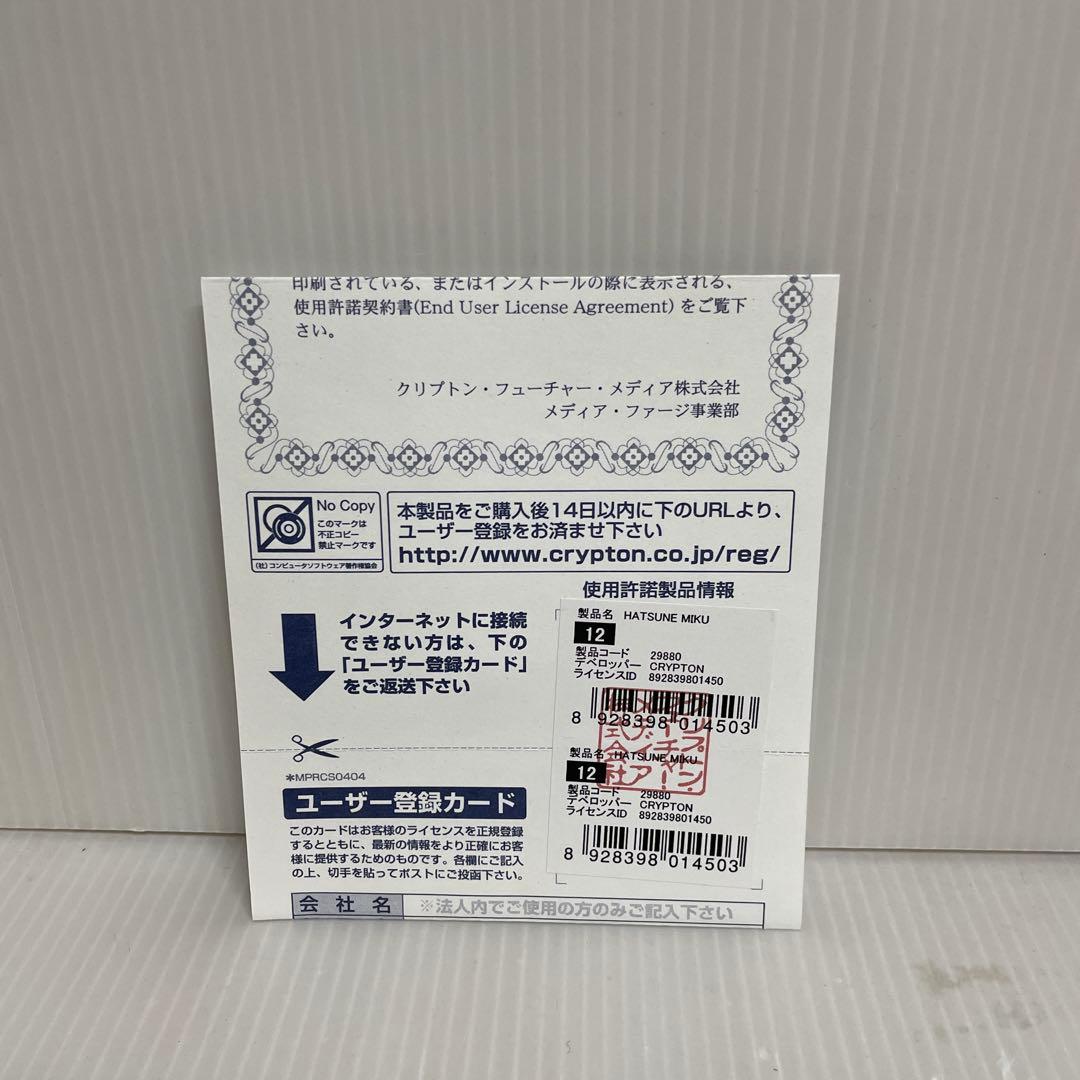 印刷されている、またはインストールの際に表示される、
使用許諾契約書(End User License Agreement) をご覧下
さい。
クリプトン・フューチャー・メディア株式会社
メディア・ファージ事業部
No Copy
このマークは
不正コピー
禁止マークです
(社)コンピュータソフトウェア著作権協会
本製品をご購入後14日以内に下のURLより、
ユーザー登録をお済ませ下さい
http://www.crypton.co.jp/reg/
使用許諾製品情報
インターネットに接続
できない方は、下の
「ユーザー登録カード」
をご返送下さい
製品名 HATSUNE MIKU
12
製品コード 29880
デベロッパー CRYPTON
ライセンスID 892839801450
8 928398 014503
製品名 HATSUNE MIKU
12
製品コード 29880
デベロッパー CRYPTON
ライセンスID 892839801450
8 928398 014503
*MPRCS0404
ユーザー登録カード
このカードはお客様のライセンスを正規登録
するとともに、最新の情報をより正確にお客
様に提供するためのものです。各欄にご記入
の上、切手を貼ってポストにご投函下さい。
会社名 ※法人内でご使用の方のみご記入下さい